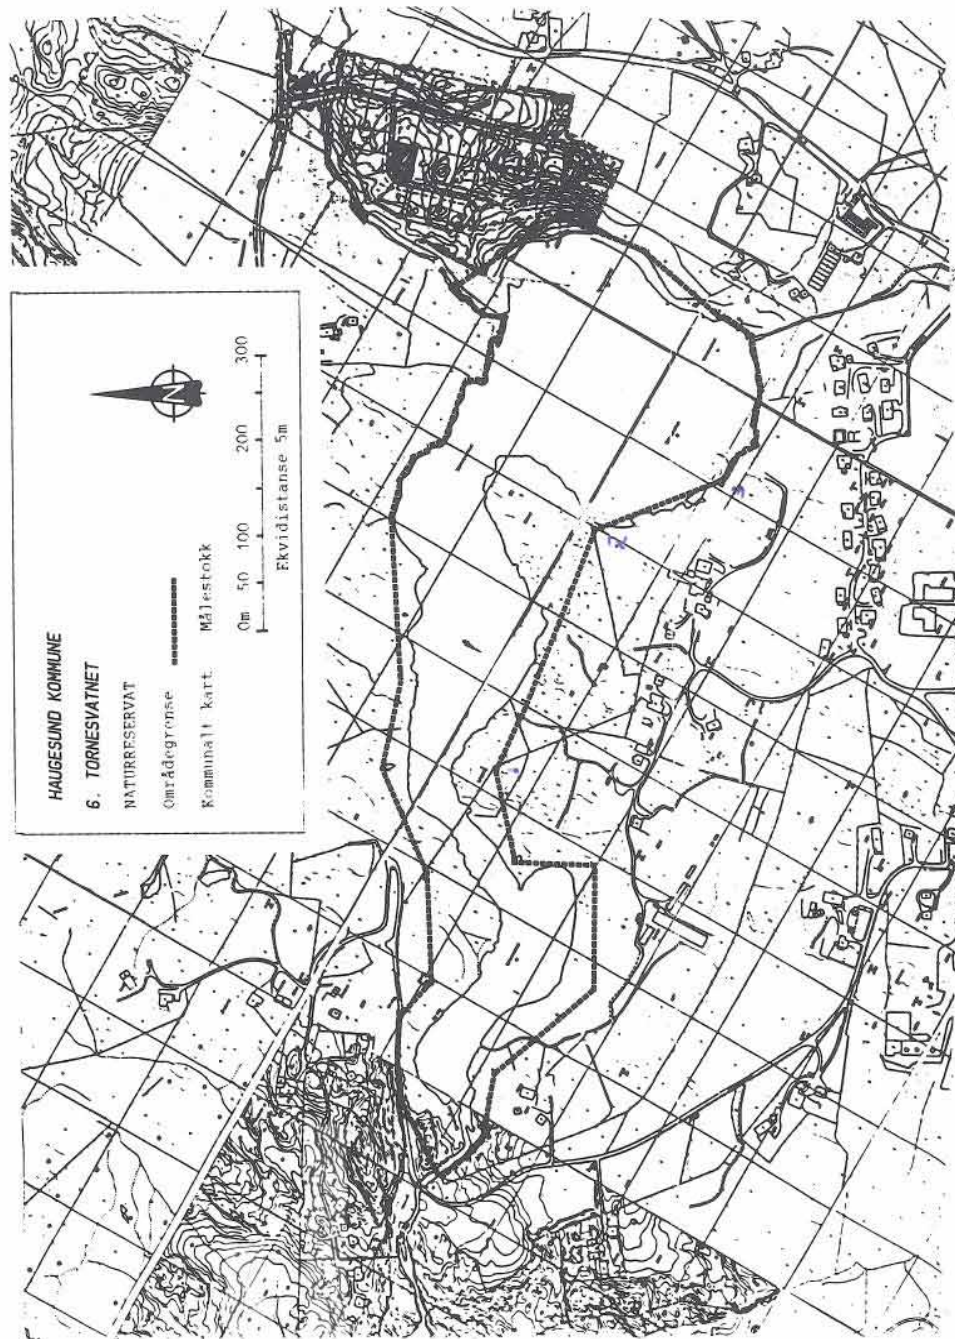 HAUGESUND KOMMUNE
6. TORNESVATNET
NATURRESERVAT
Områdegrense
Kommunalt kart. Målestokk
0m 50 100 200 300
Ekvidistanse 5m
N